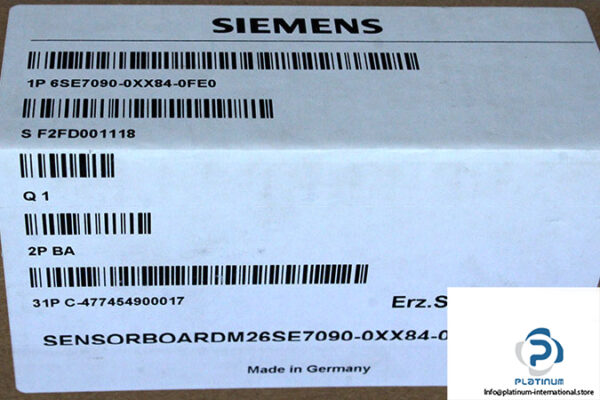 SIEMENS
1P 6SE7090-0XX84-0FE0
S F2FD001118
Q 1
2P BA
31P C-477454900017
Erz.S
SENSORBOARDM26SE7090-0XX84-0
Made in Germany
PLATINUM
Info@platinum-international.store